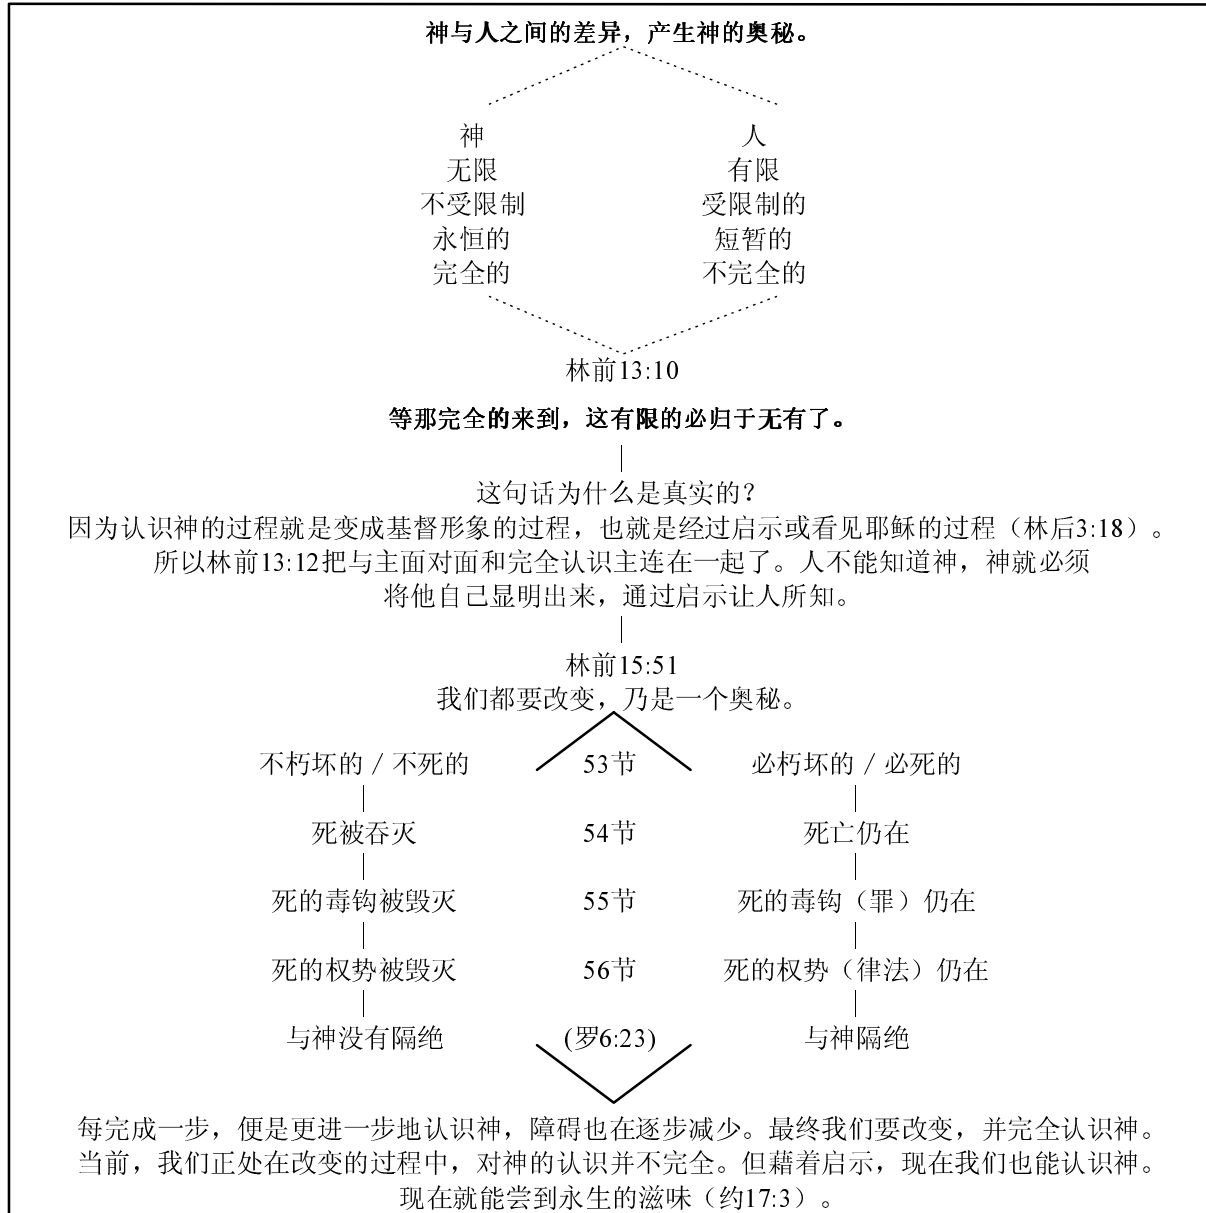 神与人之间的差异，产生神的奥秘。
神 人
无限 有限
不受限制 受限制的
永恒的 短暂的
完全的 不完全的
林前13:10
等那完全的来到，这有限的必归于无有了。
这句话为什么是真实的？
因为认识神的过程就是变成基督形象的过程，也就是经过启示或看见耶稣的过程（林后3:18）。
所以林前13:12把与主面对面和完全认识主连在一起了。人不能知道神，神就必须
将他自己显明出来，通过启示让人所知。
林前15:51
我们都要改变，乃是一个奥秘。
不朽坏的 / 不死的 53节 必朽坏的 / 必死的
死被吞灭 54节 死亡仍在
死的毒钩被毁灭 55节 死的毒钩（罪）仍在
死的权势被毁灭 56节 死的权势（律法）仍在
与神没有隔绝 (罗6:23) 与神隔绝
每完成一步，便是更进一步地认识神，障碍也在逐步减少。最终我们要改变，并完全认识神。
当前，我们正处在改变的过程中，对神的认识并不完全。但藉着启示，现在我们也能认识神。
现在就能尝到永生的滋味（约17:3）。